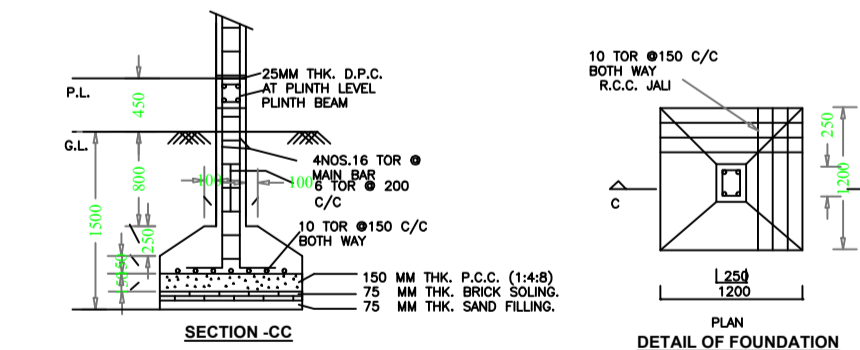 25MM THK. D.P.C.
AT PLINTH LEVEL
PLINTH BEAM
P.L.
450
G.L.
4NOS.16 TOR @
MAIN BAR
100
100
6 TOR @ 200
C/C
800
1500
250
10 TOR @150 C/C
BOTH WAY
150 MM THK. P.C.C. (1:4:8)
75 MM THK. BRICK SOLING.
75 MM THK. SAND FILLING.
SECTION -CC
10 TOR @150 C/C
BOTH WAY
R.C.C. JALI
250
1200
C
250
1200
PLAN
DETAIL OF FOUNDATION